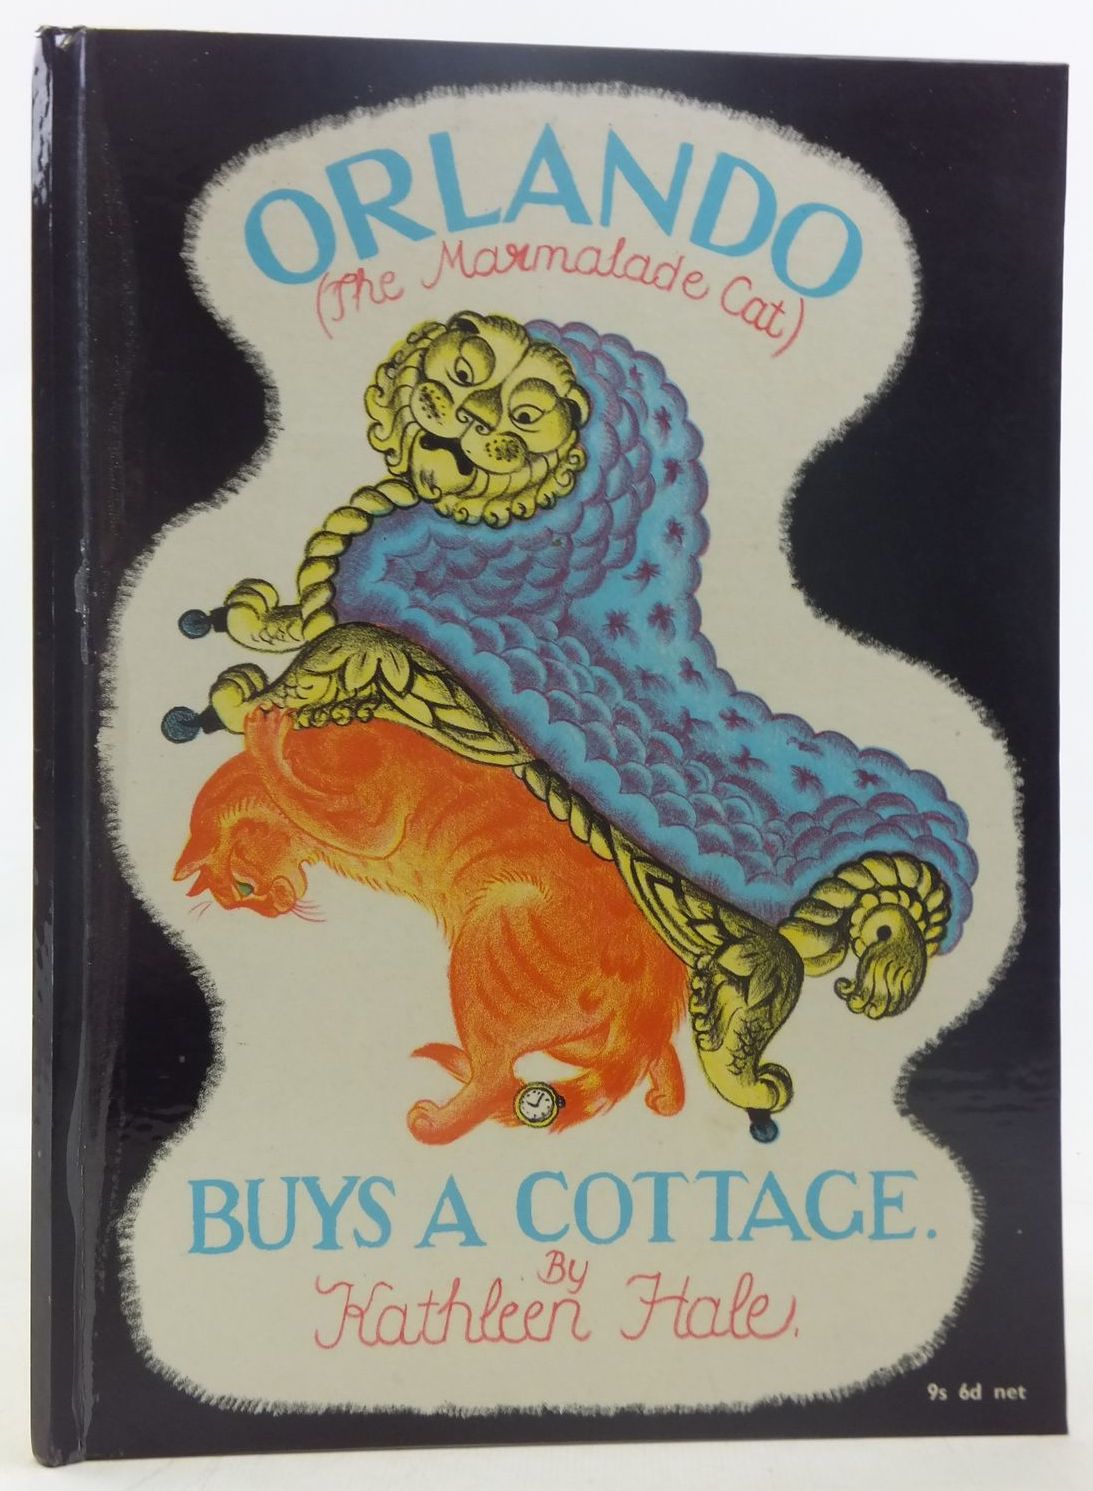 ORLANDO
(The Marmalade Cat)
BUYS A COTTAGE.
By
Kathleen Hale.
9s 6d net